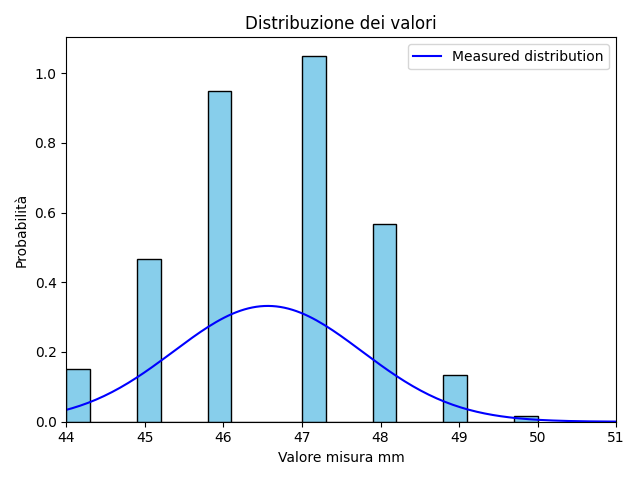 Distribuzione dei valori
Measured distribution
1.0
0.8
0.6
0.4
0.2
0.0
Probabilità
44 45 46 47 48 49 50 51
Valore misura mm